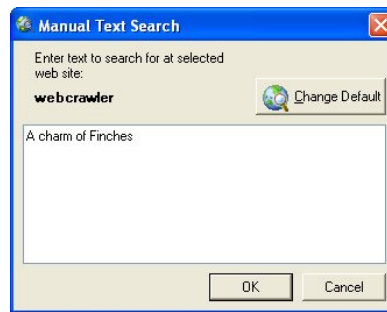 Manual Text Search
Enter text to search for at selected
web site:
webcrawler
Change Default
A charm of Finches
OK
Cancel